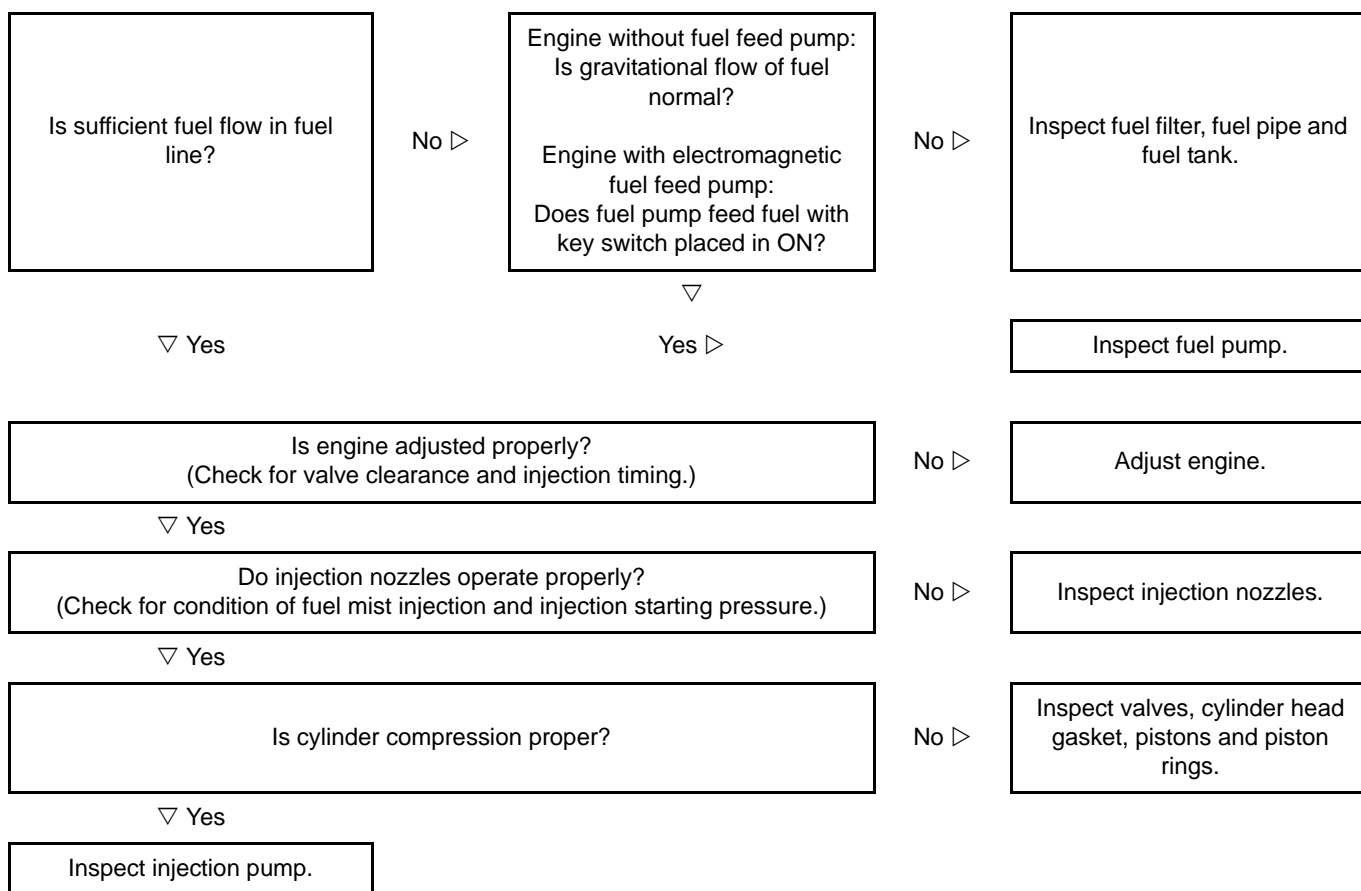 Is sufficient fuel flow in fuel
line?
No ▷
Engine without fuel feed pump:
Is gravitational flow of fuel
normal?
Engine with electromagnetic
fuel feed pump:
Does fuel pump feed fuel with
key switch placed in ON?
No ▷
Inspect fuel filter, fuel pipe and
fuel tank.
▽
▽ Yes
Yes ▷
Inspect fuel pump.
Is engine adjusted properly?
(Check for valve clearance and injection timing.)
No ▷
Adjust engine.
▽ Yes
Do injection nozzles operate properly?
(Check for condition of fuel mist injection and injection starting pressure.)
No ▷
Inspect injection nozzles.
▽ Yes
Is cylinder compression proper?
No ▷
Inspect valves, cylinder head
gasket, pistons and piston
rings.
▽ Yes
Inspect injection pump.